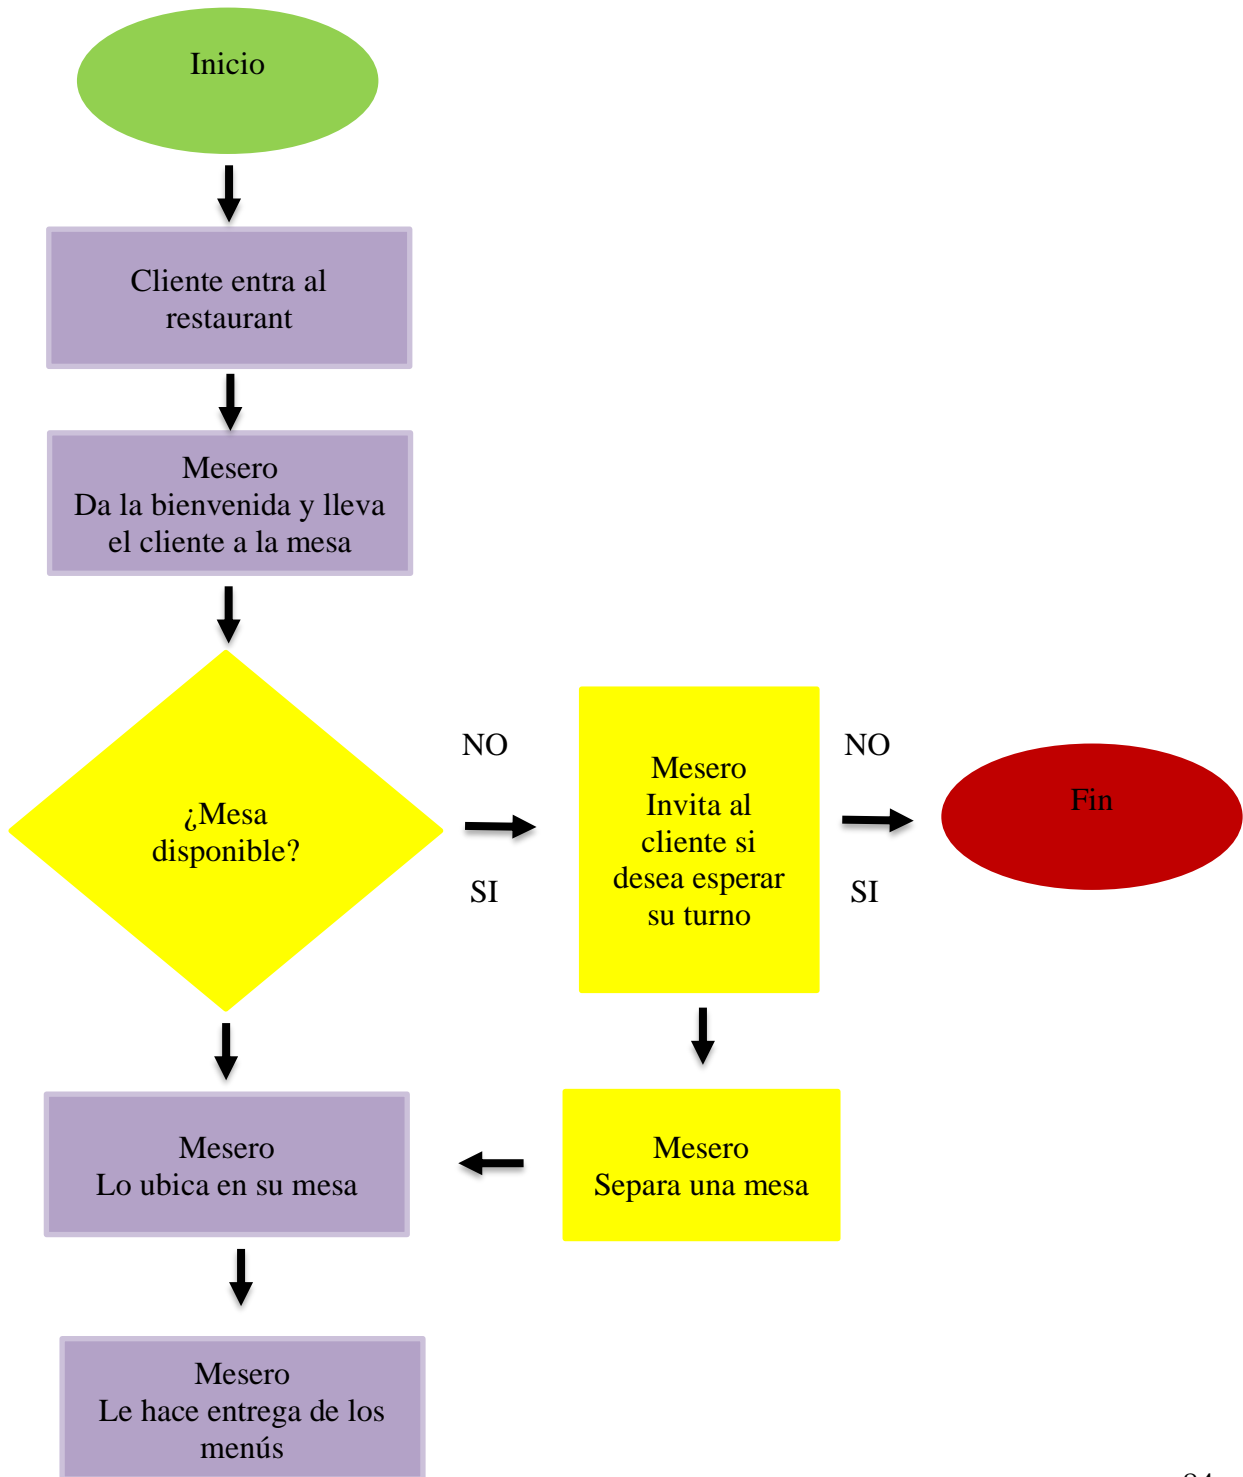 Inicio
Cliente entra al
restaurant
Mesero
Da la bienvenida y lleva
el cliente a la mesa
¿Mesa
disponible?
NO
SI
Mesero
Invita al
cliente si
desea esperar
su turno
NO
SI
Fin
Mesero
Lo ubica en su mesa
Mesero
Separa una mesa
Mesero
Le hace entrega de los
menús